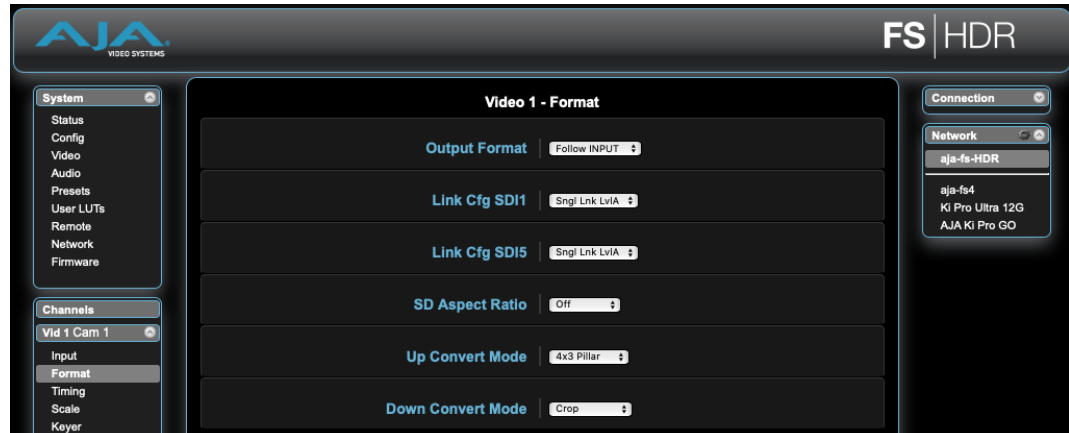 AJA
VIDEO SYSTEMS
FS HDR
System
Status
Config
Video
Audio
Presets
User LUTs
Remote
Network
Firmware
Channels
Vid 1 Cam 1
Input
Format
Timing
Scale
Keyer
Video 1 - Format
Output Format Follow INPUT
Link Cfg SDI1 Sngl Lnk LvlA
Link Cfg SDI5 Sngl Lnk LvlA
SD Aspect Ratio Off
Up Convert Mode 4x3 Pillar
Down Convert Mode Crop
Connection
Network
aja-fs-HDR
aja-fs4
Ki Pro Ultra 12G
AJA Ki Pro GO